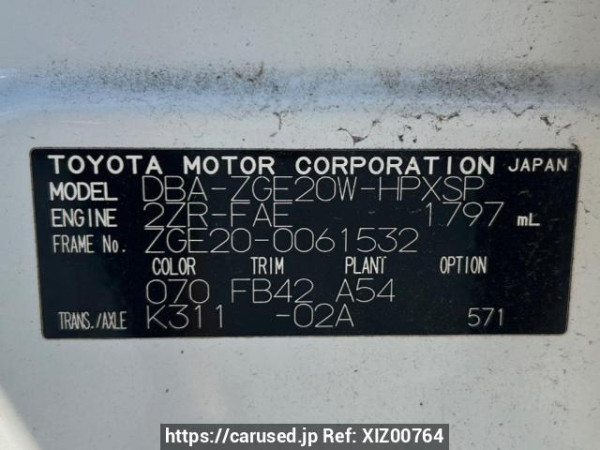 TOYOTA MOTOR CORPORATION JAPAN
MODEL DBA-ZGE20W-HPXSP
ENGINE 2ZR-FAE 1797 mL
FRAME No. ZGE20-0061532
COLOR TRIM PLANT OPTION
070 FB42 A54
TRANS./AXLE K311 -02A 571
https://carused.jp Ref: XIZ00764